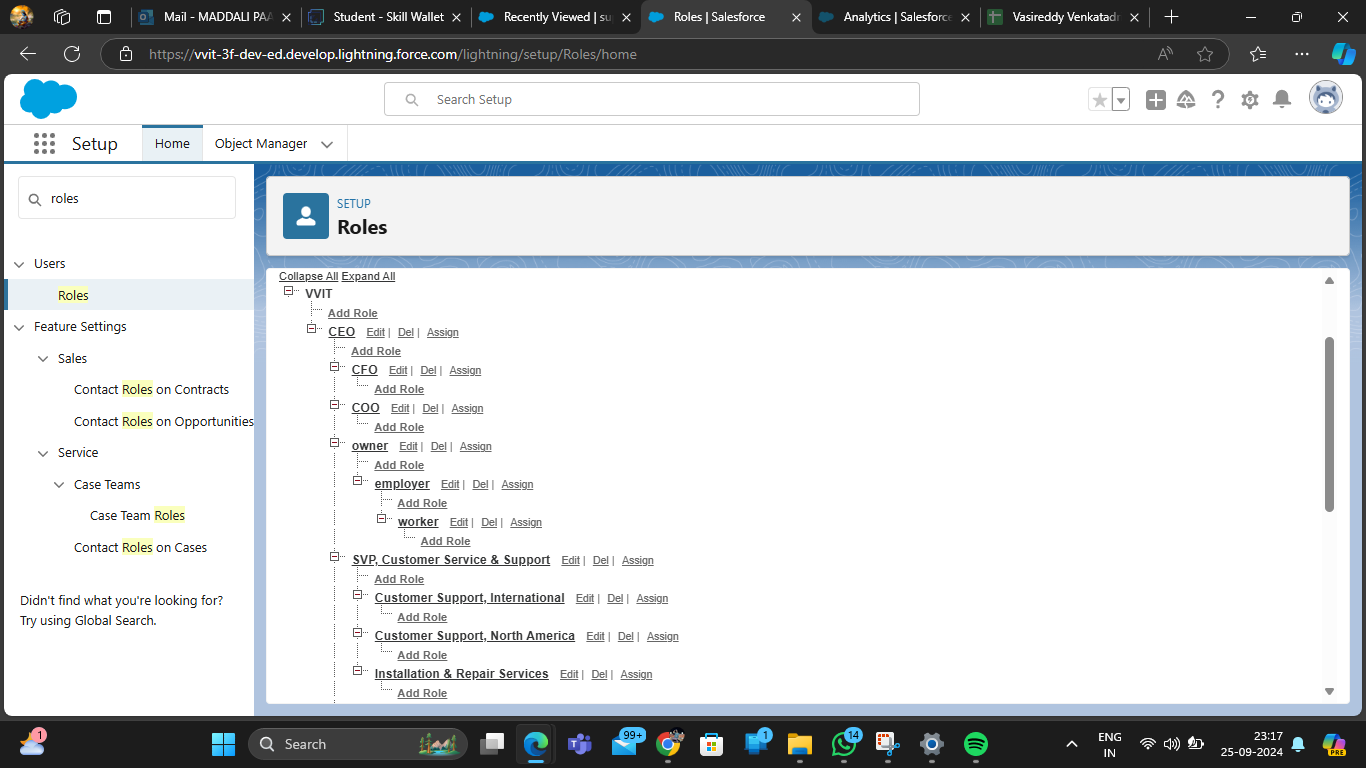 Mail - MADDALI PAA
Student - Skill Wallet
Recently Viewed | su
Roles | Salesforce
Analytics | Salesforce
Vasireddy Venkatadr
https://vvit-3f-dev-ed.develop.lightning.force.com/lightning/setup/Roles/home
Search Setup
Setup
Home
Object Manager
roles
Users
Roles
Feature Settings
Sales
Contact Roles on Contracts
Contact Roles on Opportunities
Service
Case Teams
Case Team Roles
Contact Roles on Cases
Didn't find what you're looking for?
Try using Global Search.
SETUP
Roles
Collapse All Expand All
VVIT
Add Role
CEO Edit | Del | Assign
Add Role
CFO Edit | Del | Assign
Add Role
COO Edit | Del | Assign
Add Role
owner Edit | Del | Assign
Add Role
employer Edit | Del | Assign
Add Role
worker Edit | Del | Assign
Add Role
SVP, Customer Service & Support Edit | Del | Assign
Add Role
Customer Support, International Edit | Del | Assign
Add Role
Customer Support, North America Edit | Del | Assign
Add Role
Installation & Repair Services Edit | Del | Assign
Add Role
1
Search
99+
1
14
ENG
IN
23:17
25-09-2024
PRE